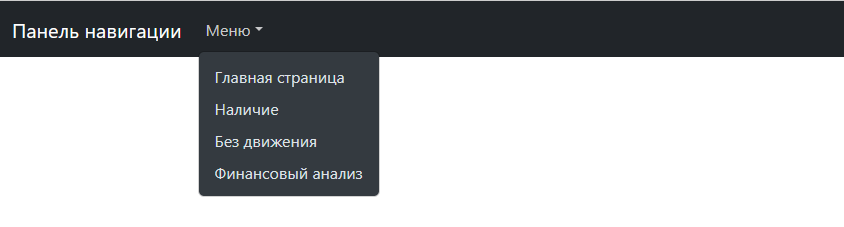 Панель навигации Меню
Главная страница
Наличие
Без движения
Финансовый анализ